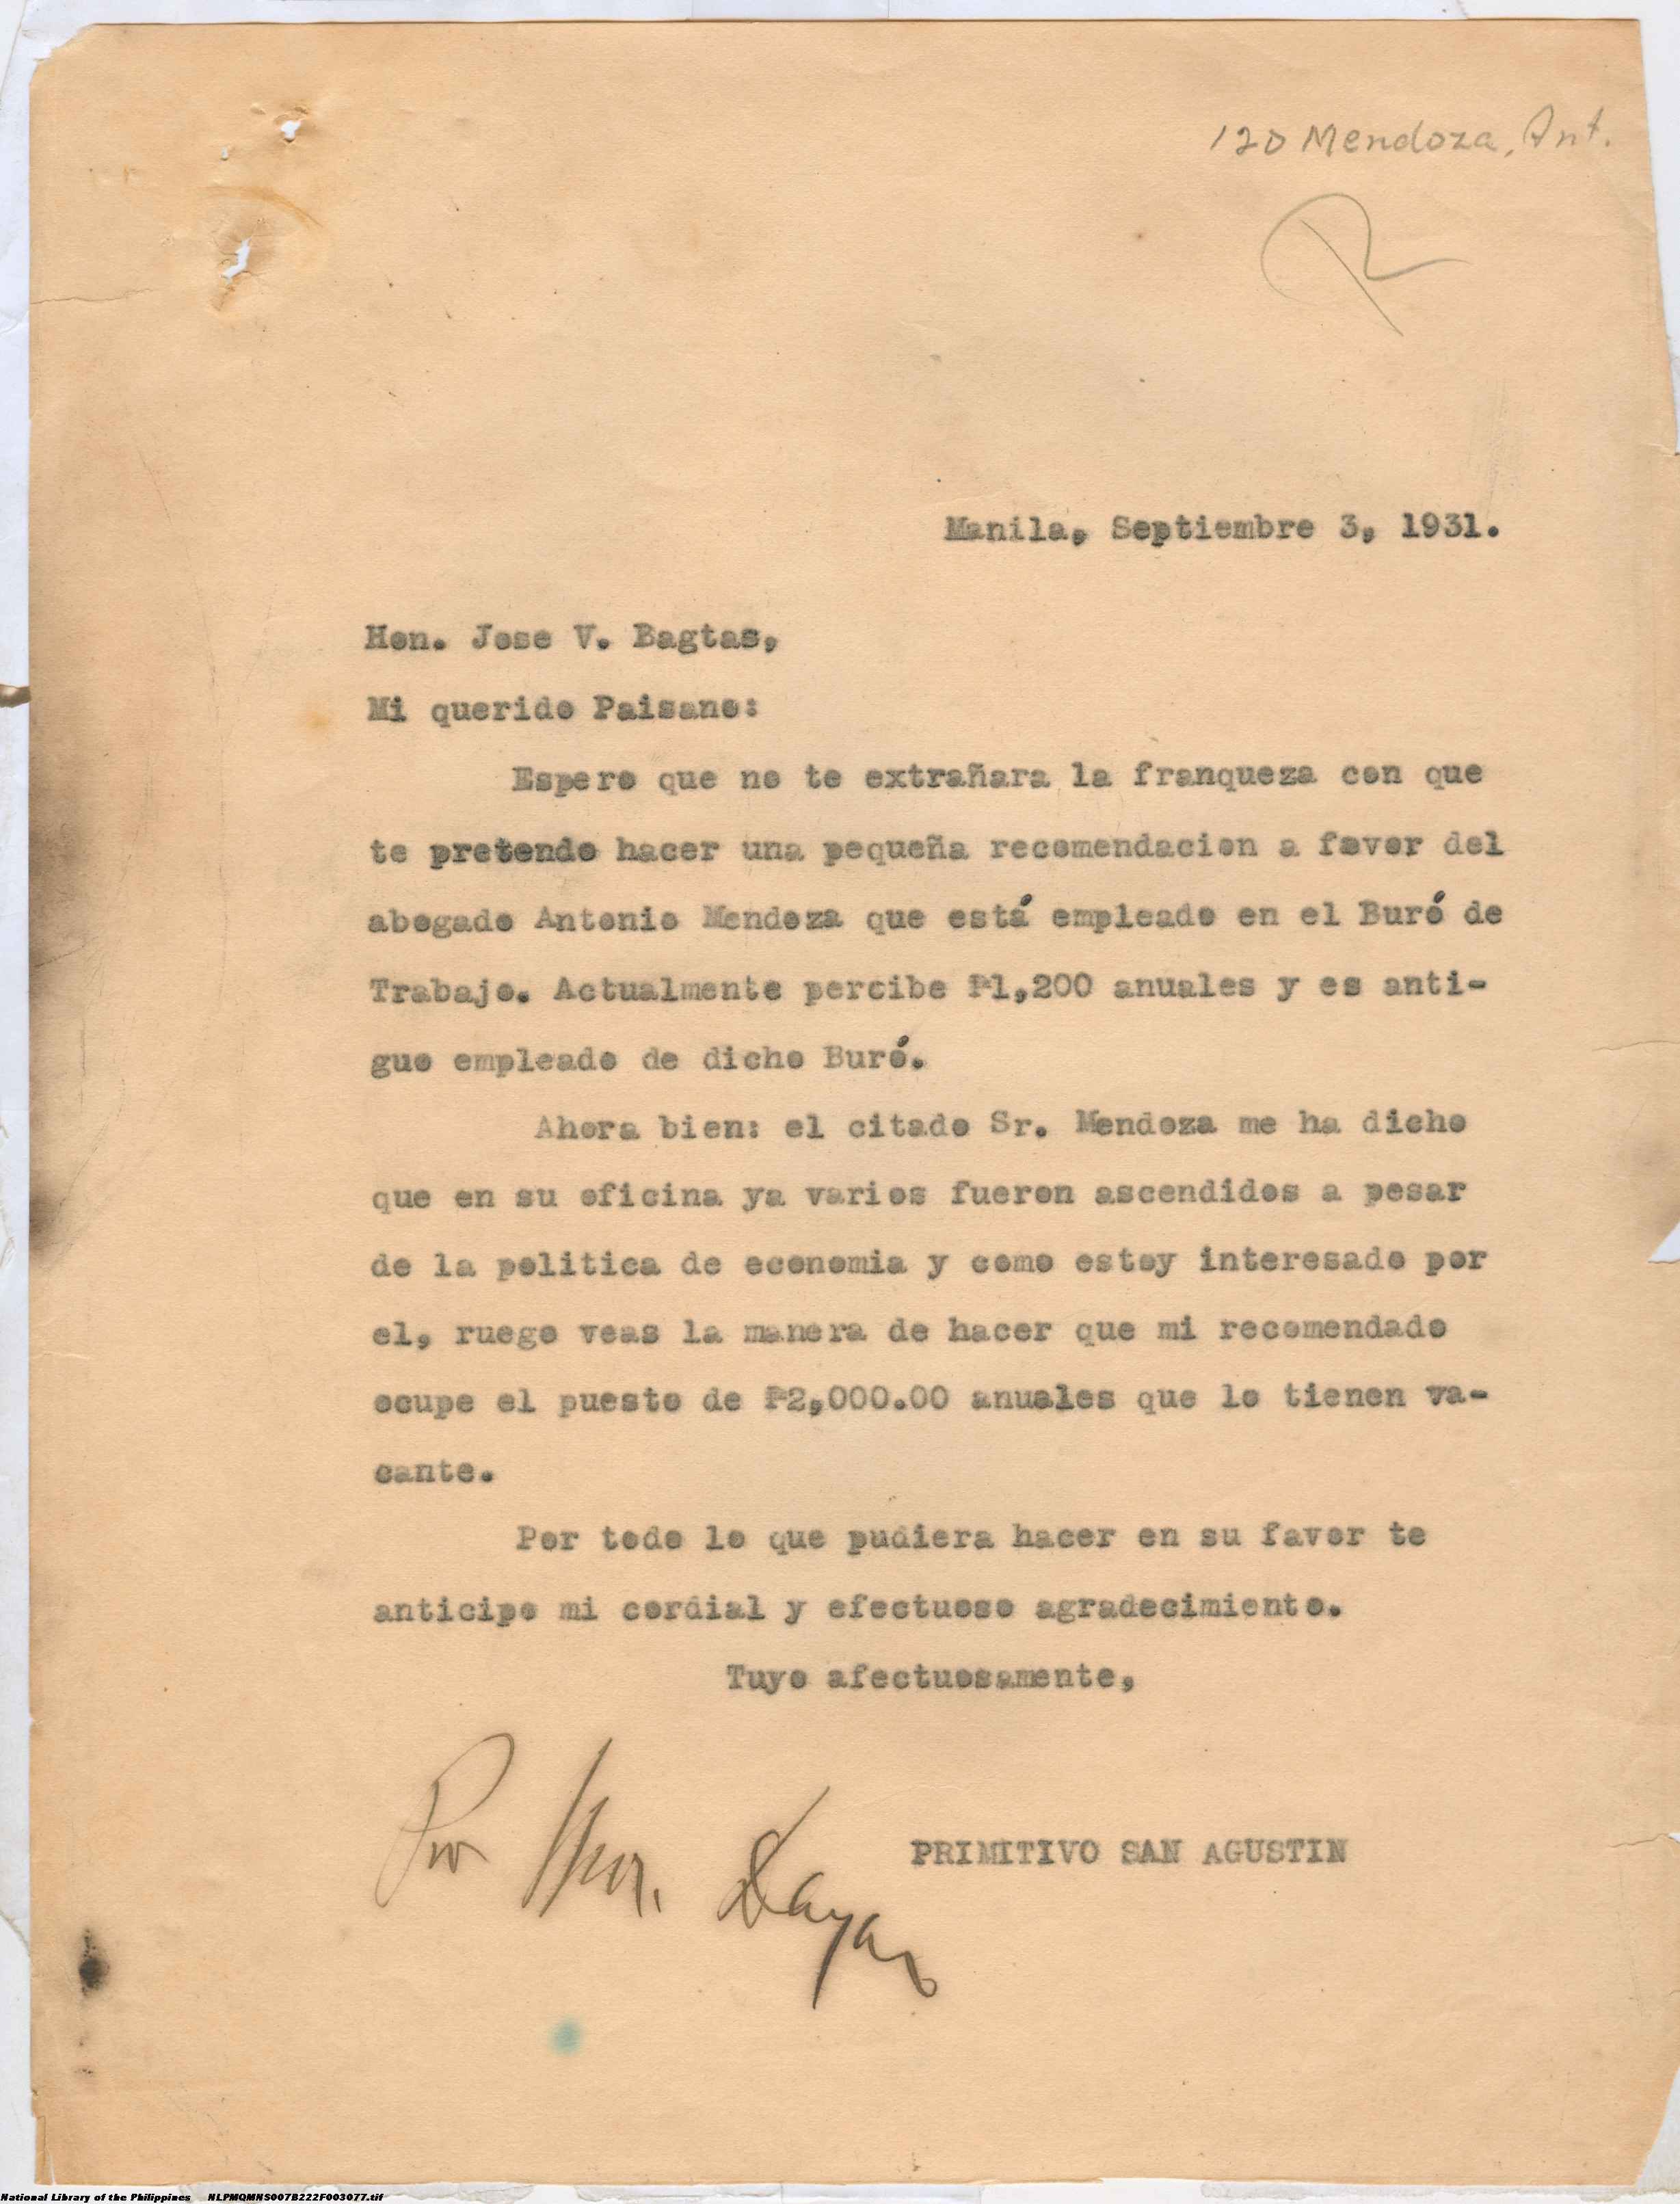 120 Mendoza, Ant.
R
Manila, Septiembre 3, 1931.
Hon. Jose V. Bagtas,
Mi querido Paisano:
Espero que no te extrañara la franqueza con que
te pretendo hacer una pequeña recomendacion a favor del
abogado Antonio Mendoza que está empleado en el Buró de
Trabajo. Actualmente percibe ₱1,200 anuales y es anti-
guo empleado de dicho Buró.
Ahora bien: el citado Sr. Mendoza me ha dicho
que en su oficina ya varios fueron ascendidos a pesar
de la politica de economia y como estoy interesado por
el, ruego veas la manera de hacer que mi recomendado
ocupe el puesto de ₱2,000.00 anuales que lo tienen va-
cante.
Por todo lo que pudiera hacer en su favor te
anticipo mi cordial y efectuoso agradecimiento.
Tuyo afectuosamente,
PRIMITIVO SAN AGUSTIN
National Library of the Philippines NLPMQMNS007B222F003077.tif